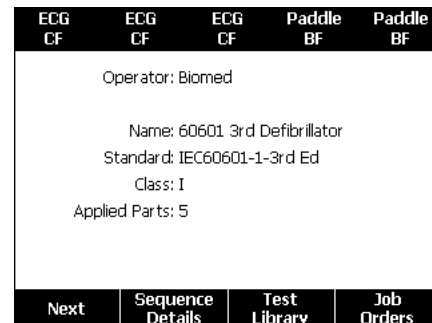 ECG ECG ECG Paddle Paddle
CF CF CF BF BF
Operator: Biomed
Name: 60601 3rd Defibrillator
Standard: IEC60601-1-3rd Ed
Class: I
Applied Parts: 5
Next Sequence Details Test Library Job Orders